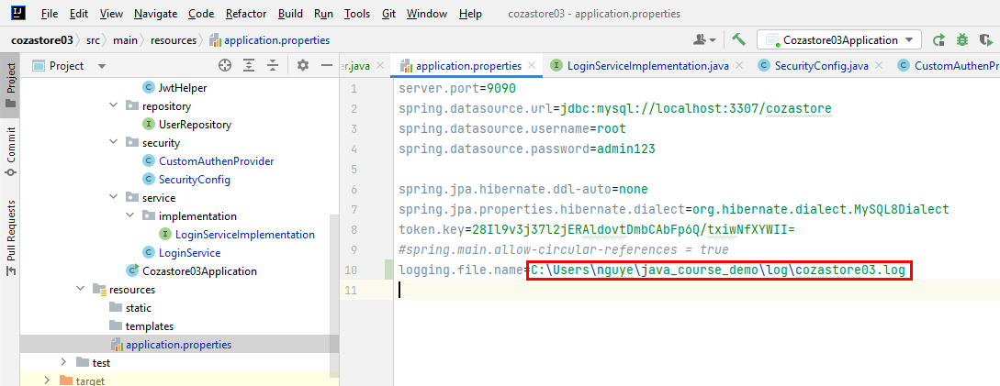 File Edit View Navigate Code Refactor Build Run Tools Git Window Help cozastore03 - application.properties
cozastore03 src main resources application.properties Cozastore03Application
Project er.java application.properties LoginServiceImplementation.java SecurityConfig.java CustomAuthenPr
Project
Commit
Pull Requests
JwtHelper
repository
UserRepository
security
CustomAuthenProvider
SecurityConfig
service
implementation
LoginServiceImplementation
LoginService
Cozastore03Application
resources
static
templates
application.properties
test
target
1 server.port=9090
2 spring.datasource.url=jdbc:mysql://localhost:3307/cozastore
3 spring.datasource.username=root
4 spring.datasource.password=admin123
5
6 spring.jpa.hibernate.ddl-auto=none
7 spring.jpa.properties.hibernate.dialect=org.hibernate.dialect.MySQL8Dialect
8 token.key=28Il9v3j37l2jERAldovtDmbCAbFp6Q/txiwNfXYWII=
9 #spring.main.allow-circular-references = true
10 logging.file.name=C:\Users\nguye\java_course_demo\log\cozastore03.log
11